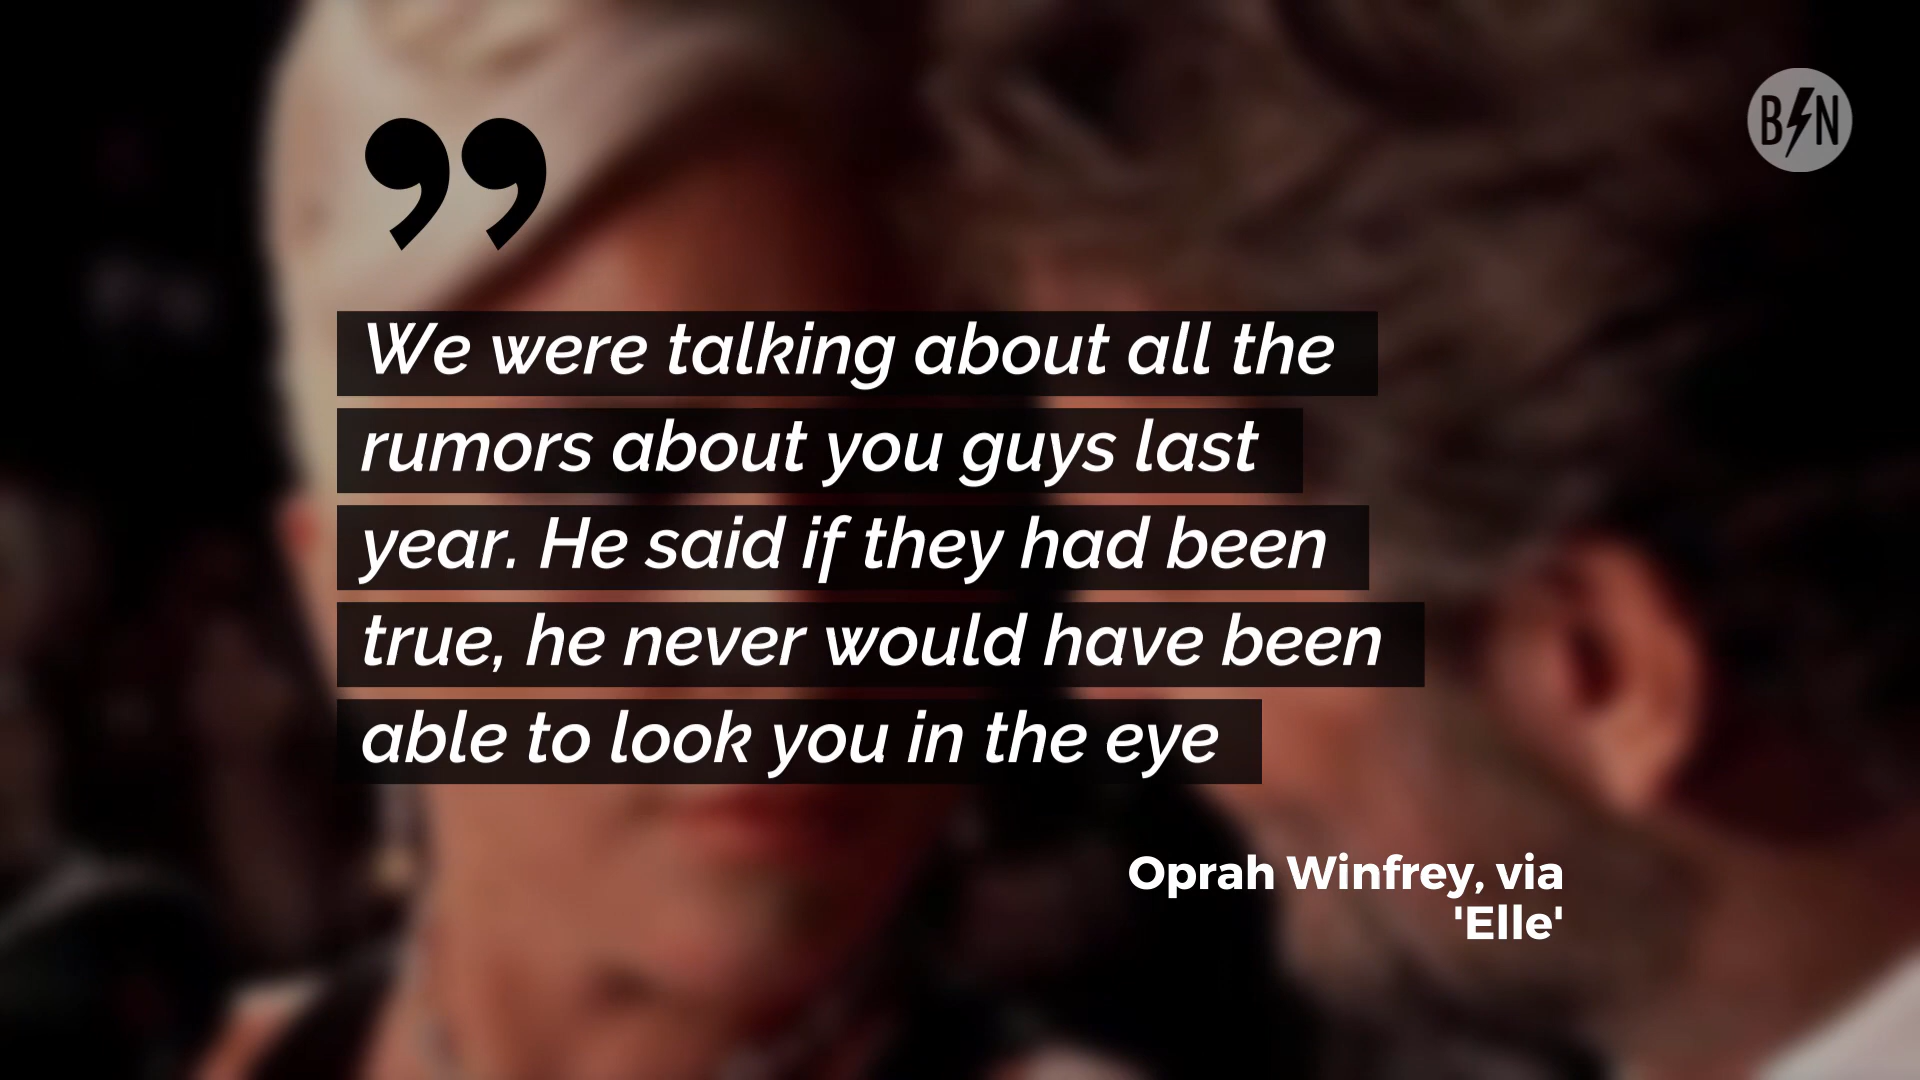 B⚡N
”
We were talking about all the
rumors about you guys last
year. He said if they had been
true, he never would have been
able to look you in the eye
Oprah Winfrey, via
'Elle'